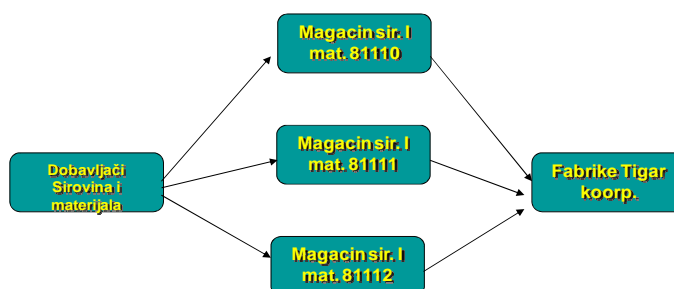 Magacin sir. I
mat. 81110
Magacin sir. I
mat. 81111
Dobavljači
Sirovina i
materijala
Fabrike Tigar
koorp.
Magacin sir. I
mat. 81112